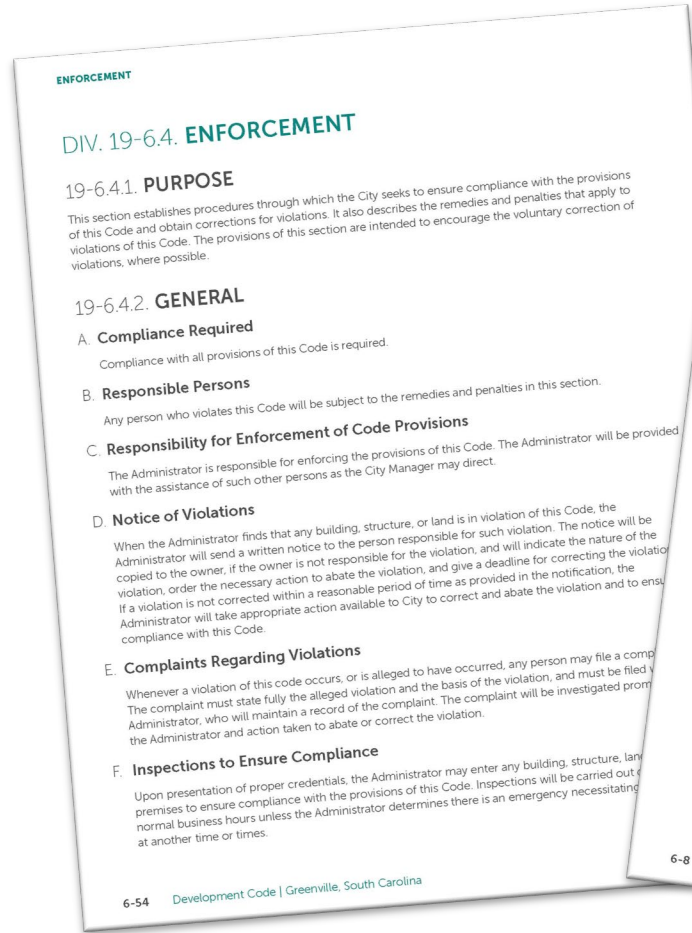 ENFORCEMENT
DIV. 19-6.4. ENFORCEMENT
19-6.4.1. PURPOSE
This section establishes procedures through which the City seeks to ensure compliance with the provisions
of this Code and obtain corrections for violations. It also describes the remedies and penalties that apply to
violations of this Code. The provisions of this section are intended to encourage the voluntary correction of
violations, where possible.
19-6.4.2. GENERAL
A. Compliance Required
Compliance with all provisions of this Code is required.
B. Responsible Persons
Any person who violates this Code will be subject to the remedies and penalties in this section.
C. Responsibility for Enforcement of Code Provisions
The Administrator is responsible for enforcing the provisions of this Code. The Administrator will be provided
with the assistance of such other persons as the City Manager may direct.
D. Notice of Violations
When the Administrator finds that any building, structure, or land is in violation of this Code, the
Administrator will send a written notice to the person responsible for such violation. The notice will be
copied to the owner, if the owner is not responsible for the violation, and will indicate the nature of the
violation, order the necessary action to abate the violation, and give a deadline for correcting the violatio
If a violation is not corrected within a reasonable period of time as provided in the notification, the
Administrator will take appropriate action available to City to correct and abate the violation and to ensu
compliance with this Code.
E. Complaints Regarding Violations
Whenever a violation of this code occurs, or is alleged to have occurred, any person may file a comp
The complaint must state fully the alleged violation and the basis of the violation, and must be filed
Administrator, who will maintain a record of the complaint. The complaint will be investigated prom
the Administrator and action taken to abate or correct the violation.
F. Inspections to Ensure Compliance
Upon presentation of proper credentials, the Administrator may enter any building, structure, lan
premises to ensure compliance with the provisions of this Code. Inspections will be carried out
normal business hours unless the Administrator determines there is an emergency necessitating
at another time or times.
6-54 Development Code | Greenville, South Carolina
6-8